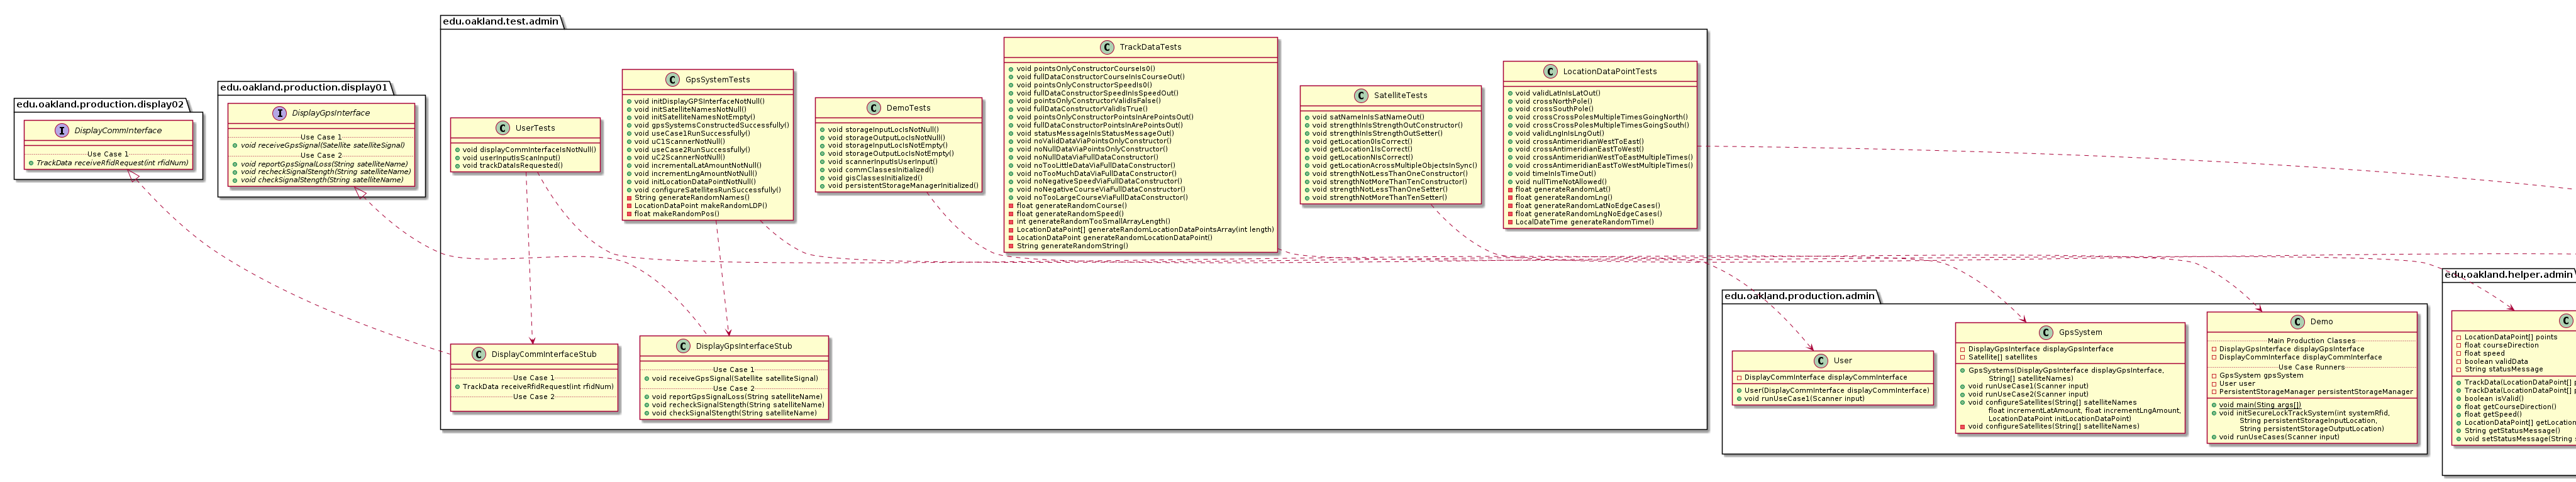 edu.oakland.production.display02
I DisplayCommInterface
Use Case 1
TrackData receiveRfidRequest(int rfidNum)
edu.oakland.production.display01
I DisplayGpsInterface
Use Case 1
void receiveGpsSignal(Satellite satelliteSignal)
Use Case 2
void reportGpsSignalLoss(String satelliteName)
void recheckSignalStength(String satelliteName)
void checkSignalStength(String satelliteName)
edu.oakland.test.admin
C UserTests
void displayCommInterfaceIsNotNull()
void userInputIsScanInput()
void trackDataIsRequested()
C GpsSystemTests
void initDisplayGPSInterfaceNotNull()
void initSatelliteNamesNotNull()
void initSatelliteNamesNotEmpty()
void gpsSystemsConstructedSuccessfully()
void useCase1RunSuccessfully()
void uC1ScannerNotNull()
void useCase2RunSuccessfully()
void uC2ScannerNotNull()
void incrementalLatAmountNotNull()
void incrementLngAmountNotNull()
void initLocationDataPointNotNull()
void configureSatellitesRunSuccessfully()
String generateRandomNames()
LocationDataPoint makeRandomLDP()
float makeRandomPos()
C DemoTests
void storageInputLocIsNotNull()
void storageOutputLocIsNotNull()
void storageInputLocIsNotEmpty()
void storageOutputLocIsNotEmpty()
void scannerInputIsUserInput()
void commClassesInitialized()
void gisClassesInitialized()
void persistentStorageManagerInitialized()
C TrackDataTests
void pointsOnlyConstructorCourseIs0()
void fullDataConstructorCourseInIsCourseOut()
void pointsOnlyConstructorSpeedIs0()
void fullDataConstructorSpeedInIsSpeedOut()
void pointsOnlyConstructorValidIsFalse()
void fullDataConstructorValidIsTrue()
void pointsOnlyConstructorPointsInArePointsOut()
void fullDataConstructorPointsInArePointsOut()
void statusMessageInIsStatusMessageOut()
void noValidDataViaPointsOnlyConstructor()
void noNullDataViaPointsOnlyConstructor()
void noNullDataViaFullDataConstructor()
void noTooLittleDataViaFullDataConstructor()
void noTooMuchDataViaFullDataConstructor()
void noNegativeSpeedViaFullDataConstructor()
void noNegativeCourseViaFullDataConstructor()
void noTooLargeCourseViaFullDataConstructor()
float generateRandomCourse()
float generateRandomSpeed()
int generateRandomTooSmallArrayLength()
LocationDataPoint[] generateRandomLocationDataPointsArray(int length)
LocationDataPoint generateRandomLocationDataPoint()
String generateRandomString()
C SatelliteTests
void satNameInIsSatNameOut()
void strengthInIsStrengthOutConstructor()
void strengthInIsStrengthOutSetter()
void getLocation0IsCorrect()
void getLocation1IsCorrect()
void getLocationNIsCorrect()
void getLocationAcrossMultipleObjectsInSync()
void strengthNotLessThanOneConstructor()
void strengthNotMoreThanTenConstructor()
void strengthNotLessThanOneSetter()
void strengthNotMoreThanTenSetter()
C LocationDataPointTests
void validLatInIsLatOut()
void crossNorthPole()
void crossSouthPole()
void crossCrossPolesMultipleTimesGoingNorth()
void crossCrossPolesMultipleTimesGoingSouth()
void validLngInIsLngOut()
void crossAntimeridianWestToEast()
void crossAntimeridianEastToWest()
void crossAntimeridianWestToEastMultipleTimes()
void crossAntimeridianEastToWestMultipleTimes()
void timeInIsTimeOut()
void nullTimeNotAllowed()
float generateRandomLat()
float generateRandomLng()
float generateRandomLatNoEdgeCases()
float generateRandomLngNoEdgeCases()
LocalDateTime generateRandomTime()
C DisplayCommInterfaceStub
Use Case 1
TrackData receiveRfidRequest(int rfidNum)
Use Case 2
C DisplayGpsInterfaceStub
Use Case 1
void receiveGpsSignal(Satellite satelliteSignal)
Use Case 2
void reportGpsSignalLoss(String satelliteName)
void recheckSignalStength(String satelliteName)
void checkSignalStength(String satelliteName)
edu.oakland.production.admin
C User
DisplayCommInterface displayCommInterface
User(DisplayCommInterface displayCommInterface)
void runUseCase1(Scanner input)
C GpsSystem
DisplayGpsInterface displayGpsInterface
Satellite[] satellites
GpsSystems(DisplayGpsInterface displayGpsInterface,
String[] satelliteNames)
void runUseCase1(Scanner input)
void runUseCase2(Scanner input)
void configureSatellites(String[] satelliteNames
float incrementLatAmount, float incrementLngAmount,
LocationDataPoint initLocationDataPoint)
void configureSatellites(String[] satelliteNames)
C Demo
Main Production Classes
DisplayGpsInterface displayGpsInterface
DisplayCommInterface displayCommInterface
Use Case Runners
GpsSystem gpsSystem
User user
PersistentStorageManager persistentStorageManager
void main(Sting args[])
void initSecureLockTrackSystem(int systemRfid,
String persistentStorageInputLocation,
String persistentStorageOutputLocation)
void runUseCases(Scanner input)
edu.oakland.helper.admin
C
LocationDataPoint[] points
float courseDirection
float speed
boolean validData
String statusMessage
TrackData(LocationDataPoint[] p
TrackData(LocationDataPoint[] p
boolean isValid()
float getCourseDirection()
float getSpeed()
LocationDataPoint[] getLocation
String getStatusMessage()
void setStatusMessage(String s